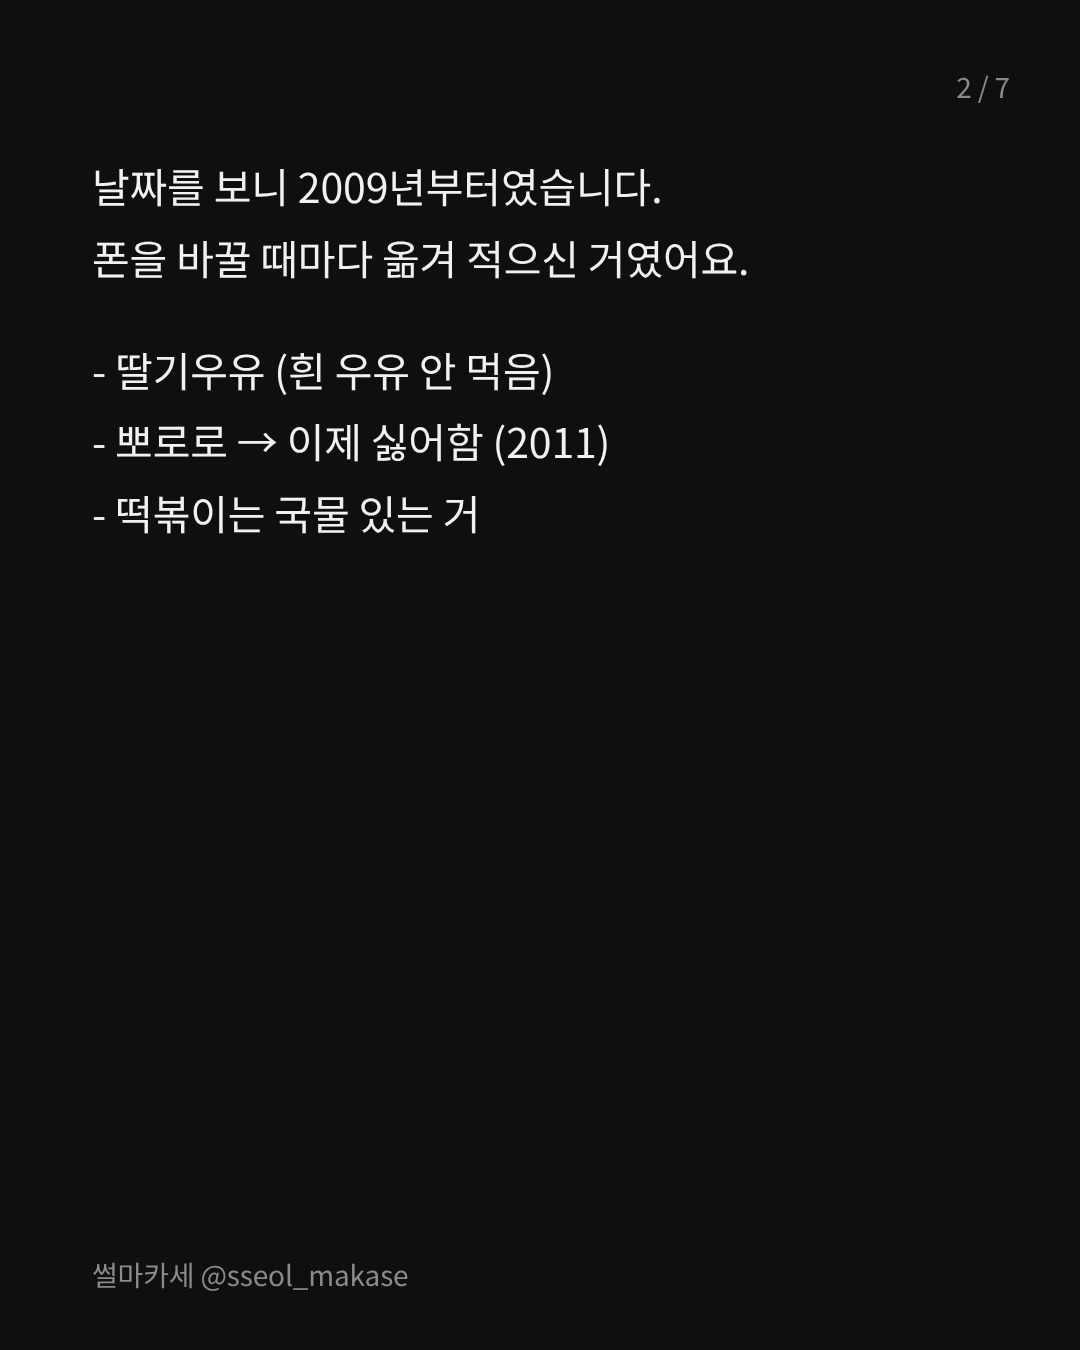 2 / 7
날짜를 보니 2009년부터였습니다.
폰을 바꿀 때마다 옮겨 적으신 거였어요.
- 딸기우유 (흰 우유 안 먹음)
- 뽀로로 → 이제 싫어함 (2011)
- 떡볶이는 국물 있는 거
썰마카세 @sseol_makase